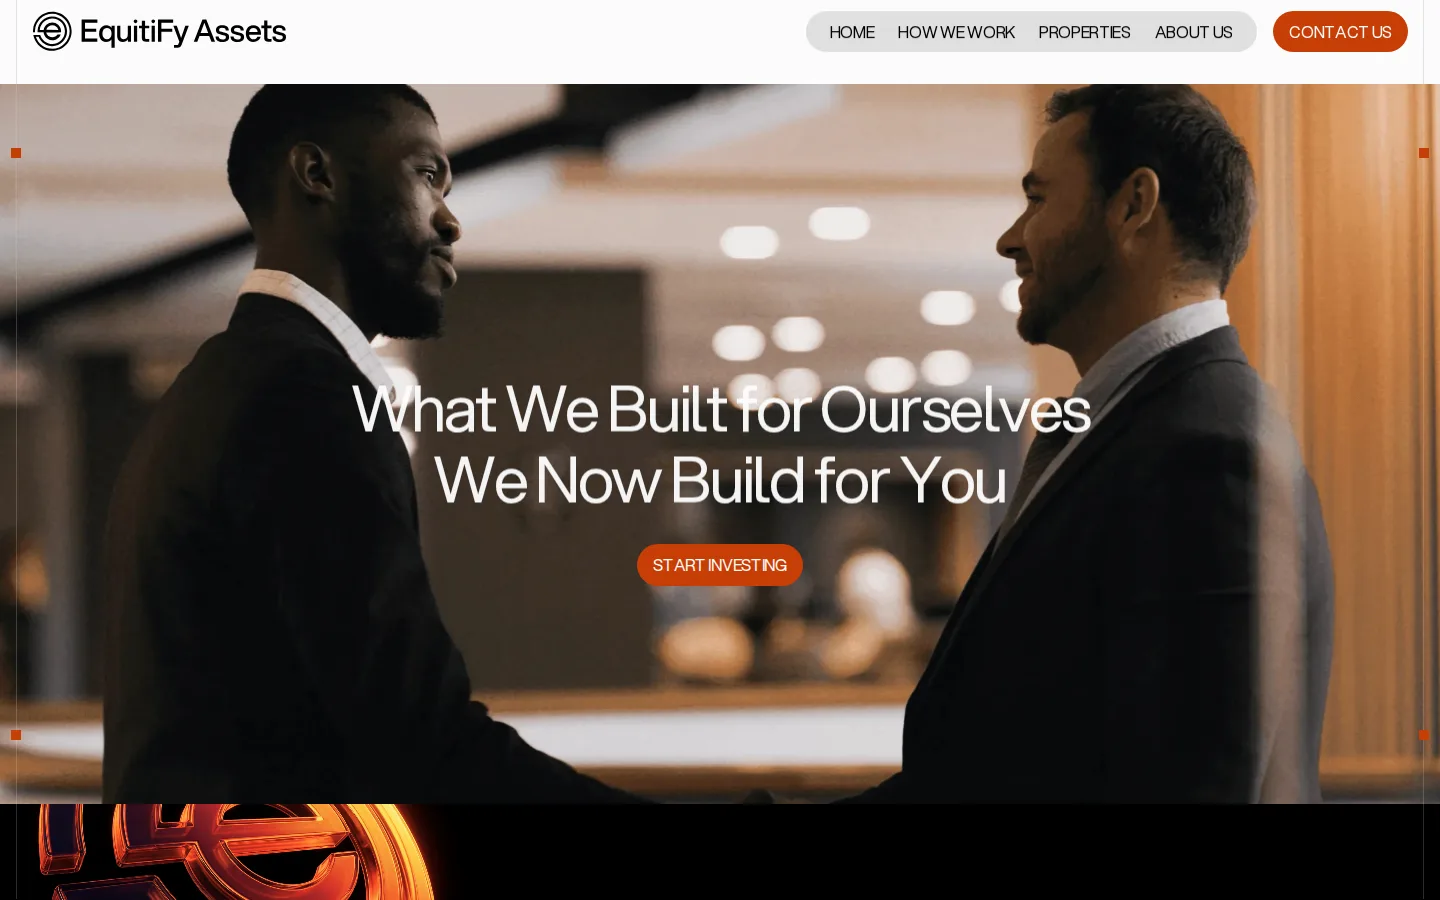 EquitiFy Assets
HOME
HOW WE WORK
PROPERTIES
ABOUT US
CONTACT US
What We Built for Ourselves
We Now Build for You
START INVESTING